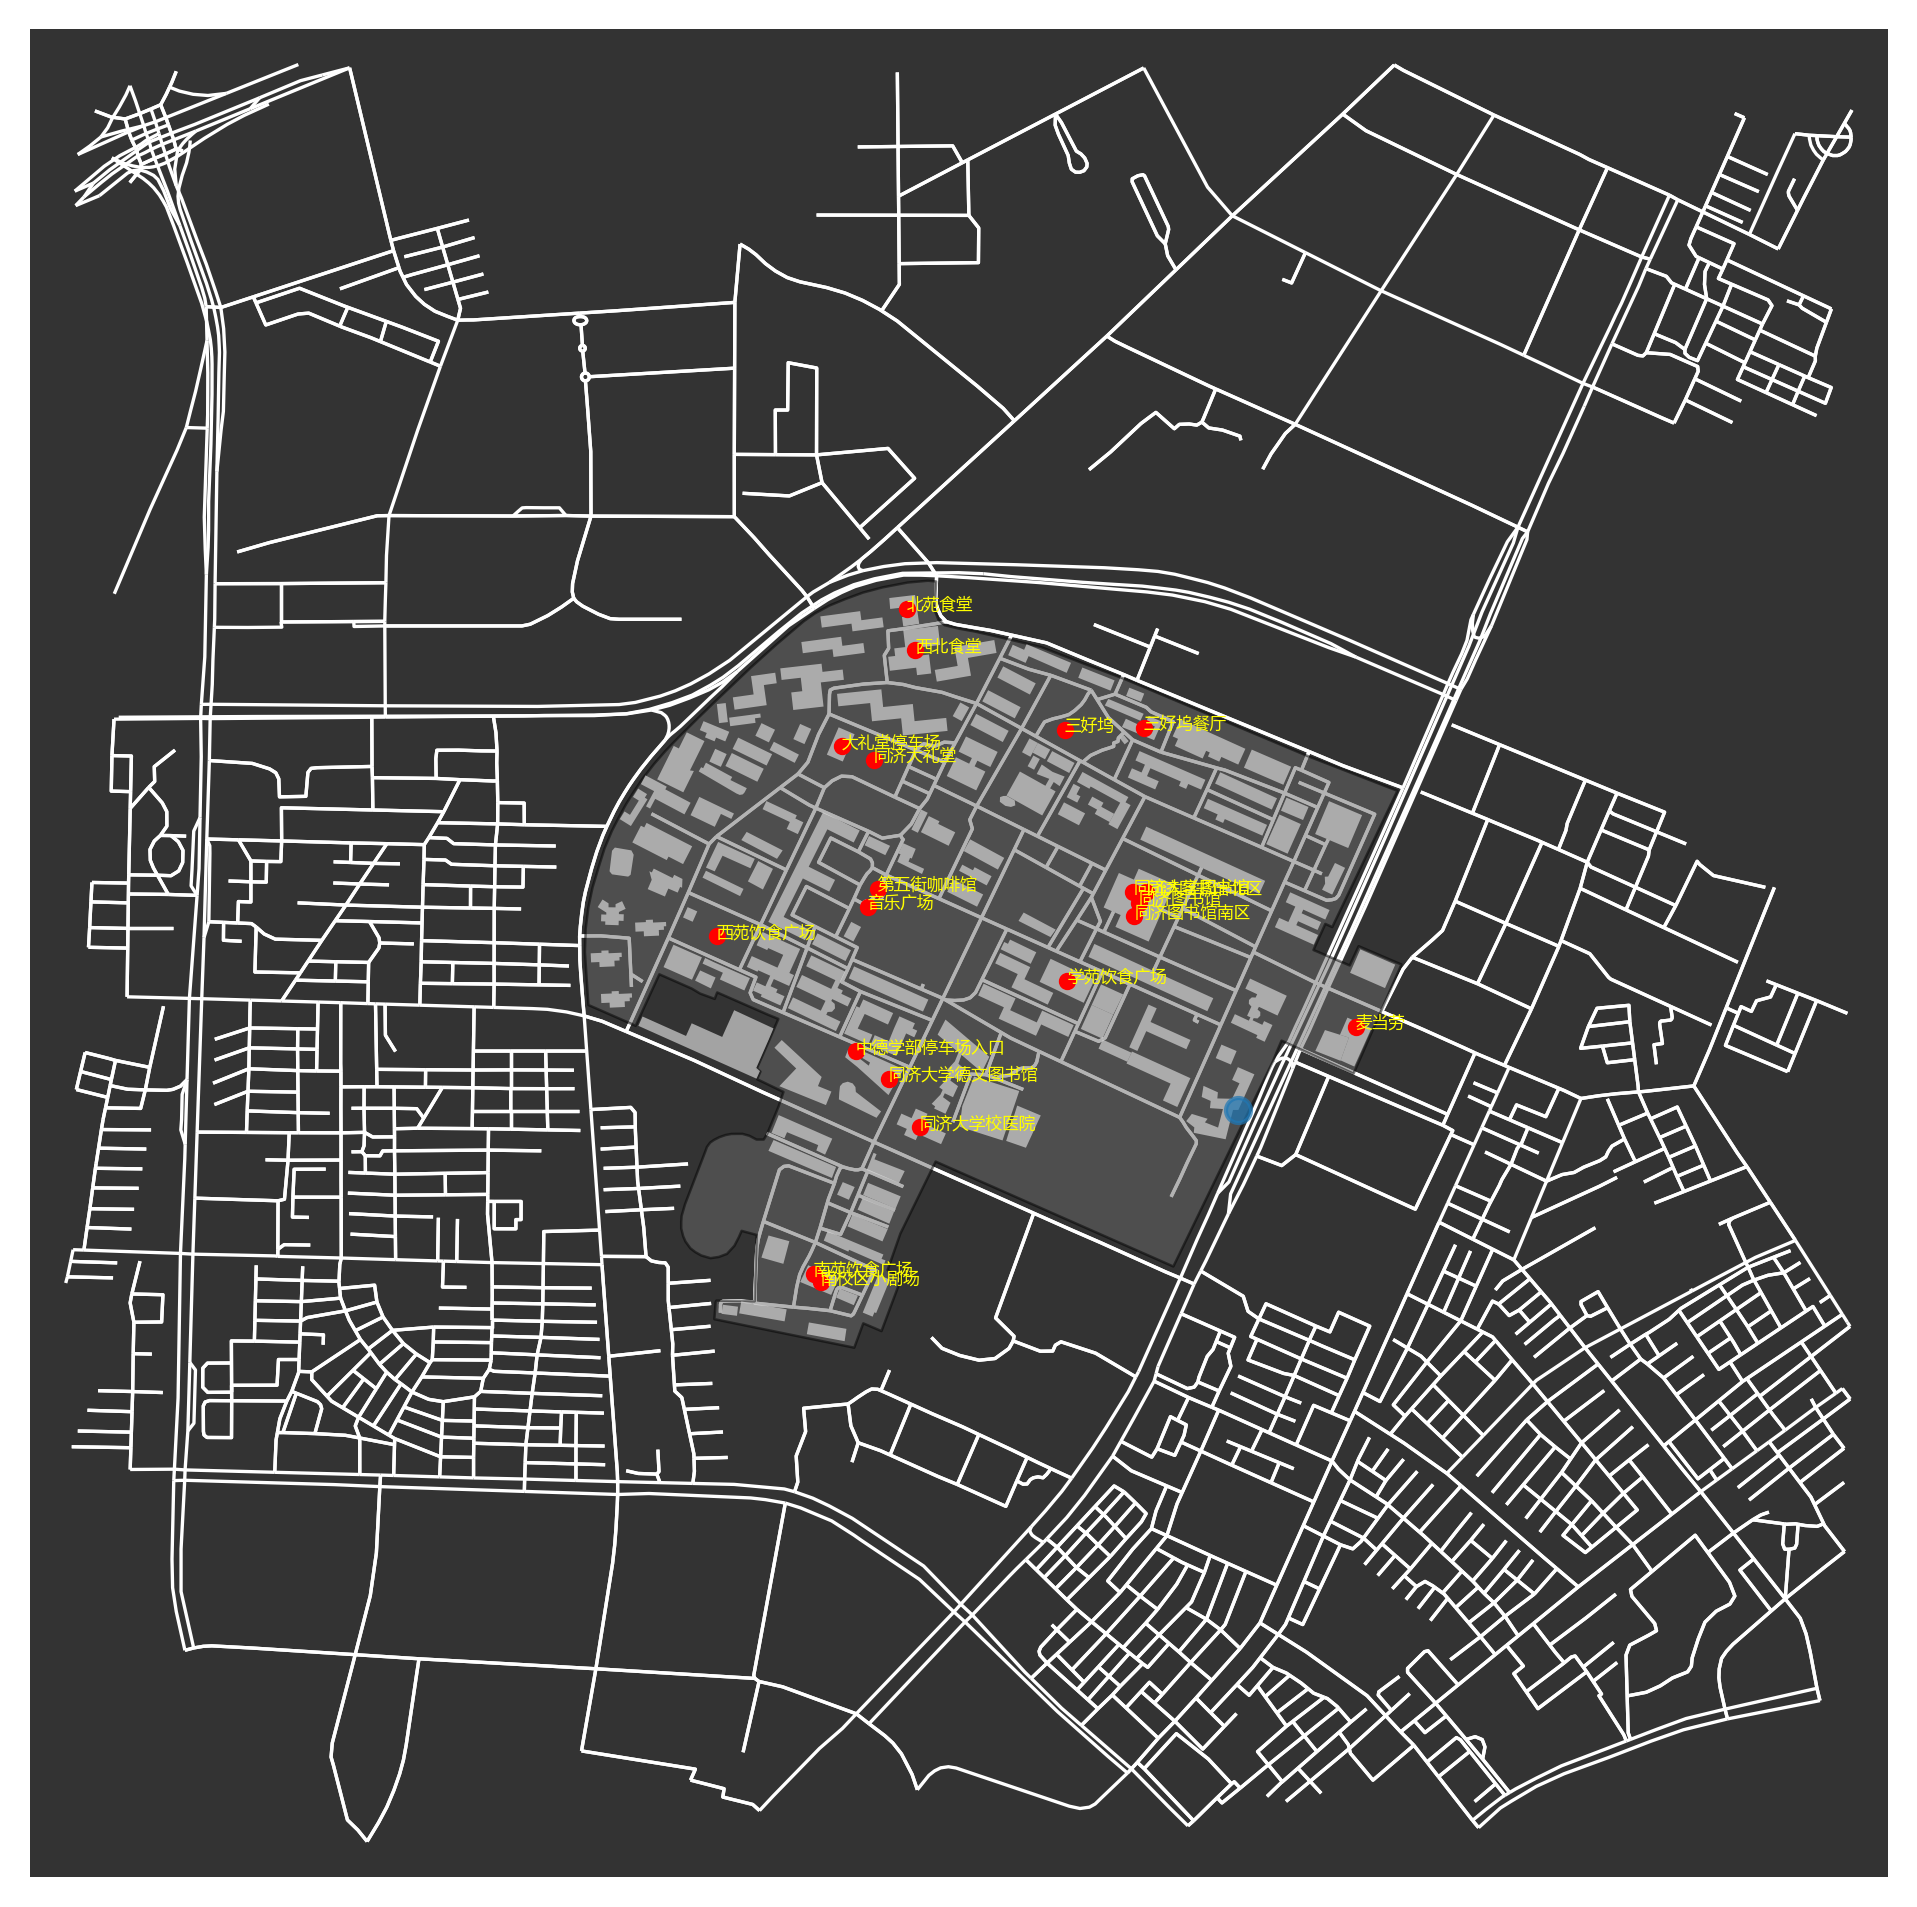 北苑食堂
西北食堂
三好坞
三好坞餐厅
大礼堂停车场
同济大礼堂
第五街咖啡馆
音乐广场
同济图书馆
同济图书馆南区
西苑饮食广场
学苑饮食广场
麦当劳
中德学部停车场入口
同济大学德文图书馆
同济大学校医院
南苑饮食广场
南校区小剧场